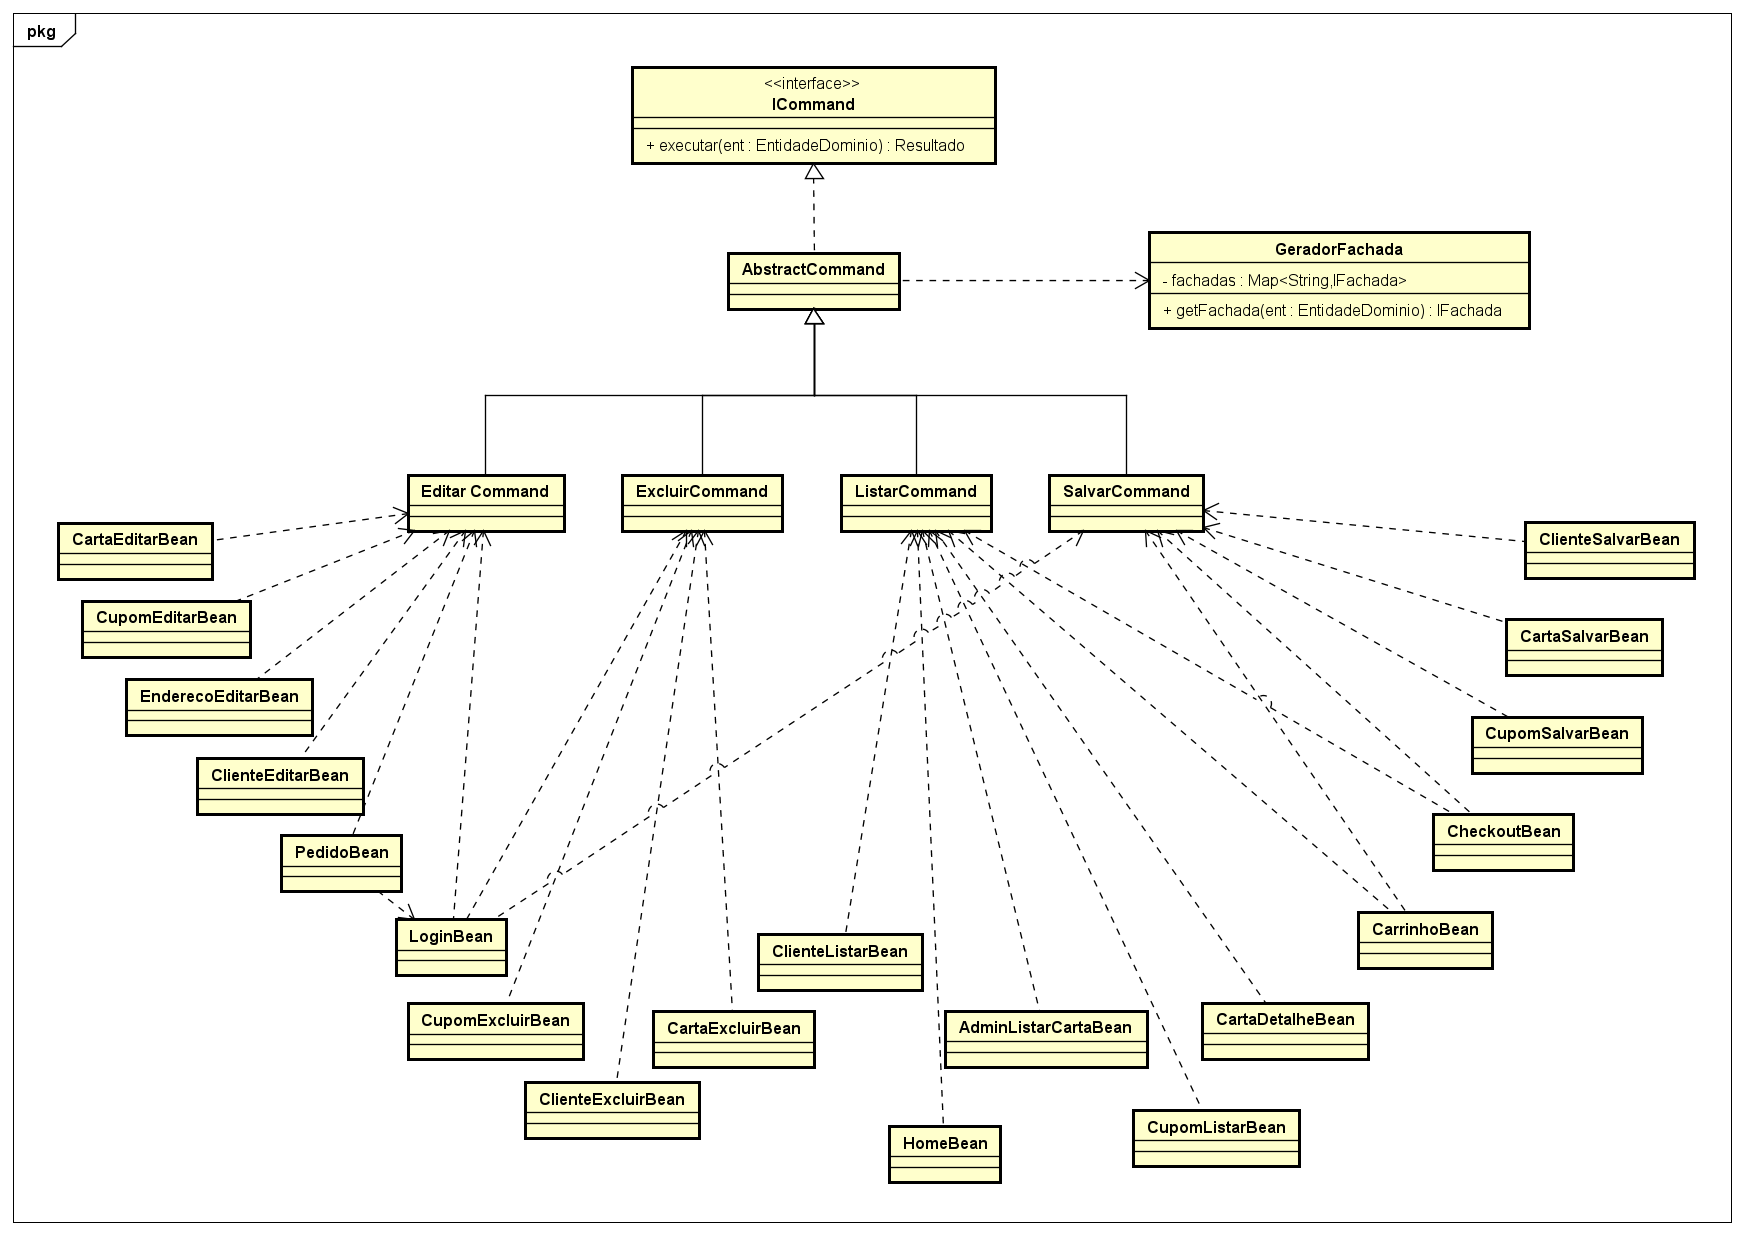 pkg
<<interface>>
ICommand
+ executar(ent : EntidadeDominio) : Resultado
AbstractCommand
GeradorFachada
- fachadas : Map<String,IFachada>
+ getFachada(ent : EntidadeDominio) : IFachada
Editar Command
ExcluirCommand
ListarCommand
SalvarCommand
CartaEditarBean
ClienteSalvarBean
CupomEditarBean
CartaSalvarBean
EnderecoEditarBean
CupomSalvarBean
ClienteEditarBean
CheckoutBean
PedidoBean
CarrinhoBean
LoginBean
ClienteListarBean
CupomExcluirBean
CartaExcluirBean
AdminListarCartaBean
CartaDetalheBean
ClienteExcluirBean
CupomListarBean
HomeBean